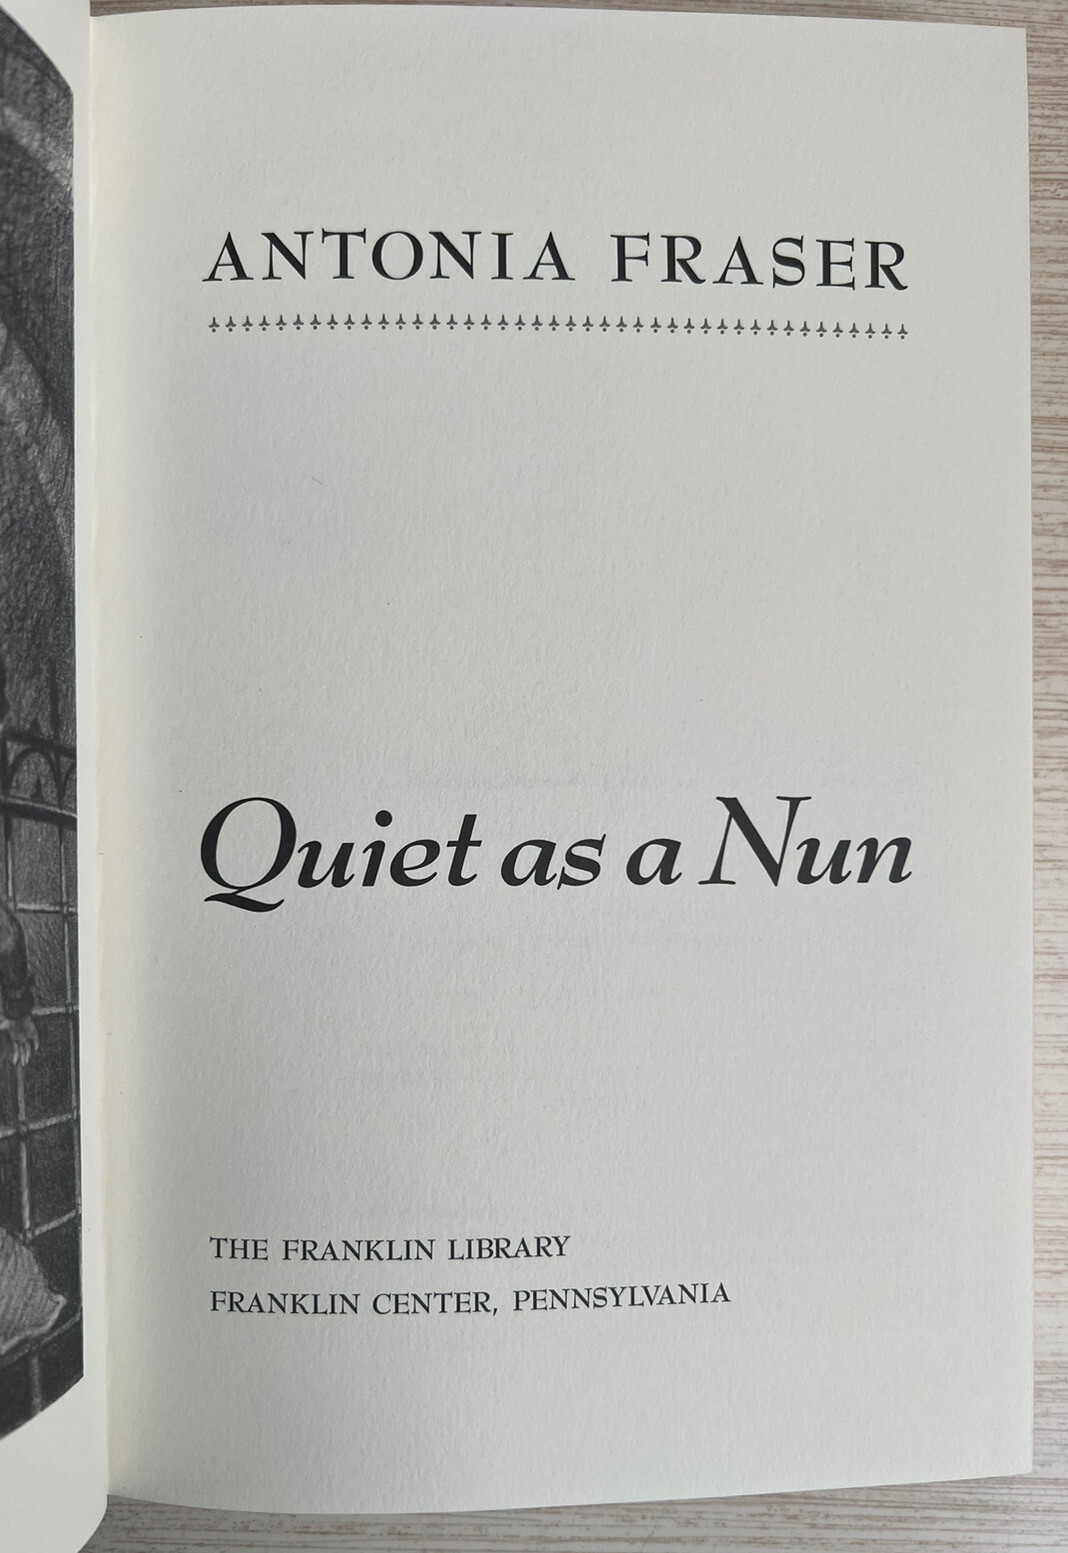 ANTONIA FRASER
Quiet as a Nun
THE FRANKLIN LIBRARY
FRANKLIN CENTER, PENNSYLVANIA